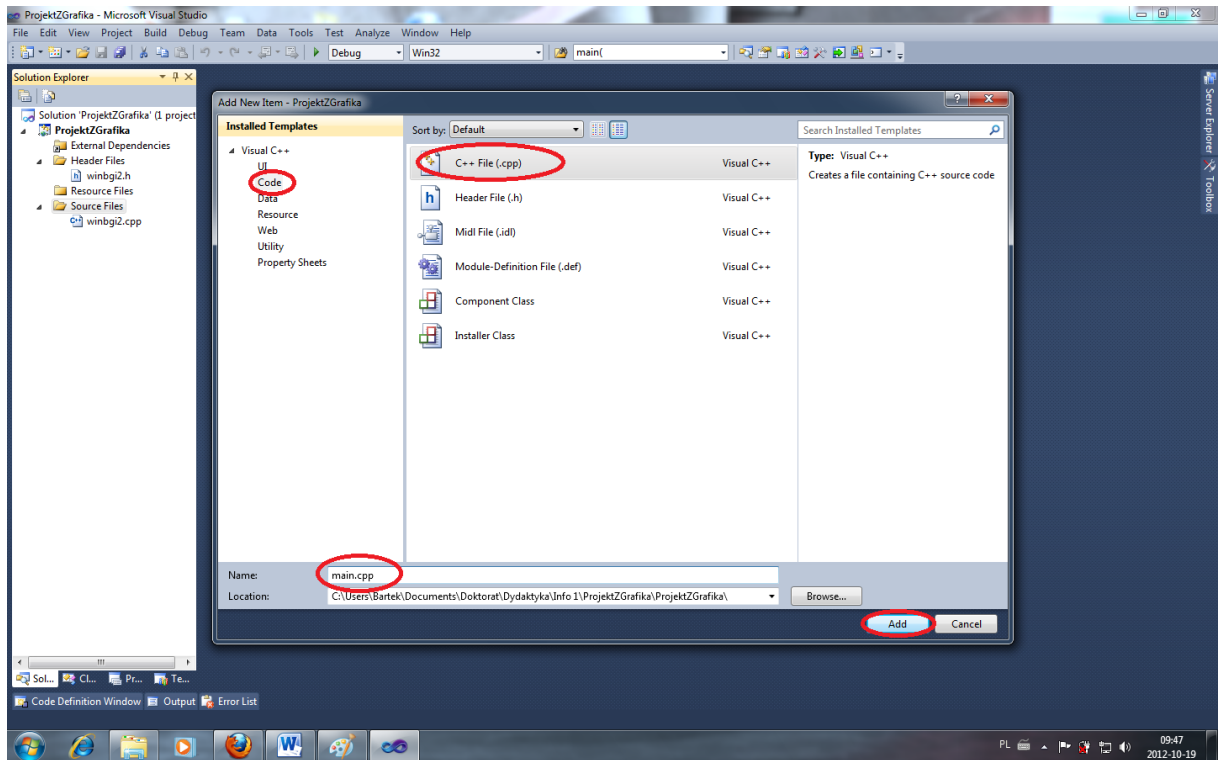 ProjektZGrafika - Microsoft Visual Studio
File Edit View Project Build Debug Team Data Tools Test Analyze Window Help
Debug Win32 main(
Solution Explorer
Solution 'ProjektZGrafika' (1 project
ProjektZGrafika
External Dependencies
Header Files
winbgi2.h
Resource Files
Source Files
winbgi2.cpp
Add New Item - ProjektZGrafika
Installed Templates
Visual C++
UI
Code
Data
Resource
Web
Utility
Property Sheets
Sort by: Default
C++ File (.cpp) Visual C++
Header File (.h) Visual C++
Midl File (.idl) Visual C++
Module-Definition File (.def) Visual C++
Component Class Visual C++
Installer Class Visual C++
Search Installed Templates
Type: Visual C++
Creates a file containing C++ source code
Name: main.cpp
Location: C:\Users\Bartek\Documents\Doktorat\Dydaktyka\Info 1\ProjektZGrafika\ProjektZGrafika\ Browse...
Add Cancel
Server Explorer
Toolbox
Sol... Cl... Pr... Te...
Code Definition Window Output Error List
PL 09:47
2012-10-19